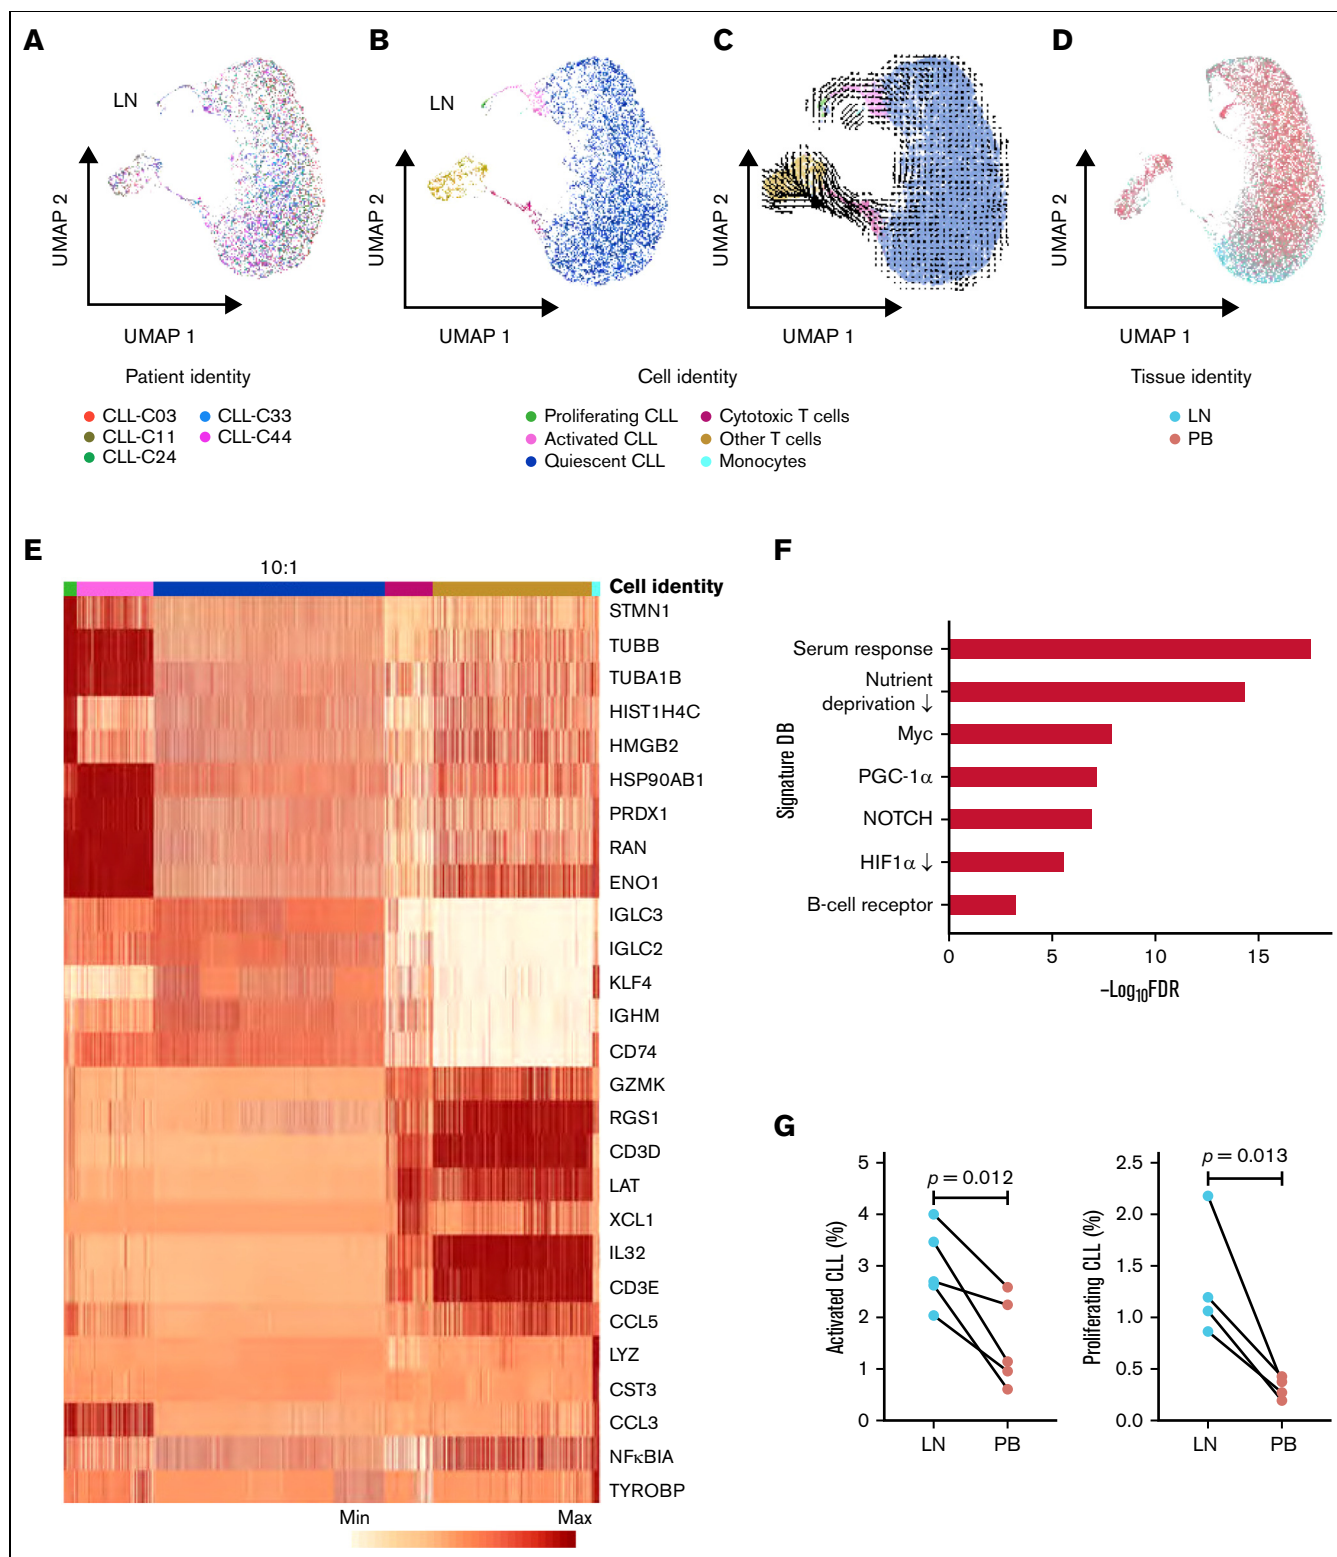 A
B
C
D
LN
LN
UMAP 2
UMAP 2
UMAP 2
UMAP 2
UMAP 1
UMAP 1
UMAP 1
UMAP 1
Patient identity
CLL-C03
CLL-C33
CLL-C11
CLL-C44
CLL-C24
Cell identity
Proliferating CLL
Cytotoxic T cells
Activated CLL
Other T cells
Quiescent CLL
Monocytes
Tissue identity
LN
PB
E
10:1
Cell identity
STMN1
TUBB
TUBA1B
HIST1H4C
HMGB2
HSP90AB1
PRDX1
RAN
ENO1
IGLC3
IGLC2
KLF4
IGHM
CD74
GZMK
RGS1
CD3D
LAT
XCL1
IL32
CD3E
CCL5
LYZ
CST3
CCL3
NFκBIA
TYROBP
Min
Max
F
Signature DB
Serum response
Nutrient
deprivation ↓
Myc
PGC-1α
NOTCH
HIF1α ↓
B-cell receptor
0 5 10 15
–Log₁₀FDR
G
Activated CLL (%)
5
4
3
2
1
0
p = 0.012
LN PB
Proliferating CLL (%)
2.5
2.0
1.5
1.0
0.5
0.0
p = 0.013
LN PB